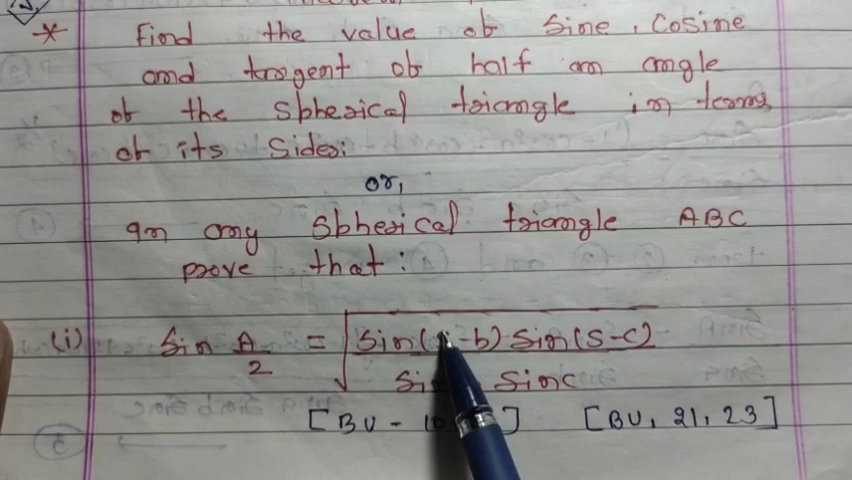 * Find the value of Sine, Cosine
and tangent of half an angle
of the spherical triangle in terms
of its sides:
or,
In any spherical triangle ABC
prove that:
(i) Sin A/2 = √(Sin( -b) Sin(S-c) / Sin Sinc)
[BU - 10 ] [BU, 21, 23]